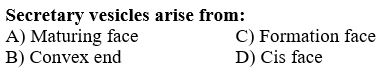 Secretary vesicles arise from:
A) Maturing face C) Formation face
B) Convex end D) Cis face